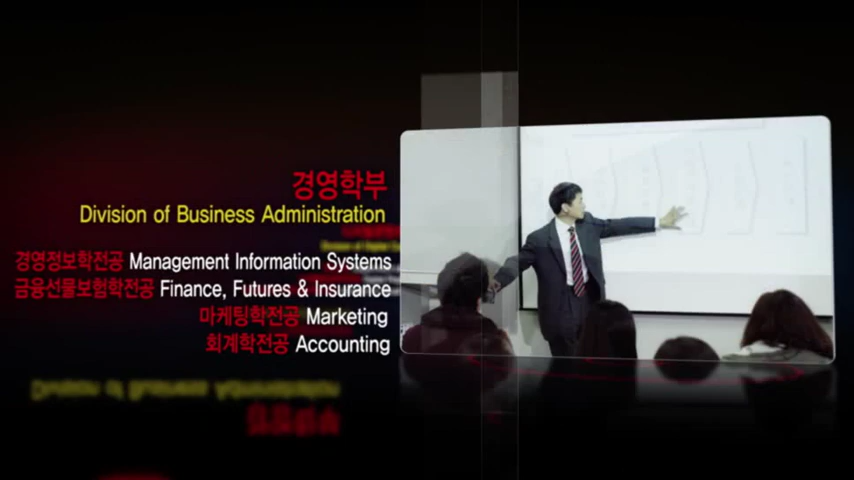 경영학부
Division of Business Administration
경영정보학전공 Management Information Systems
금융선물보험학전공 Finance, Futures & Insurance
마케팅학전공 Marketing
회계학전공 Accounting